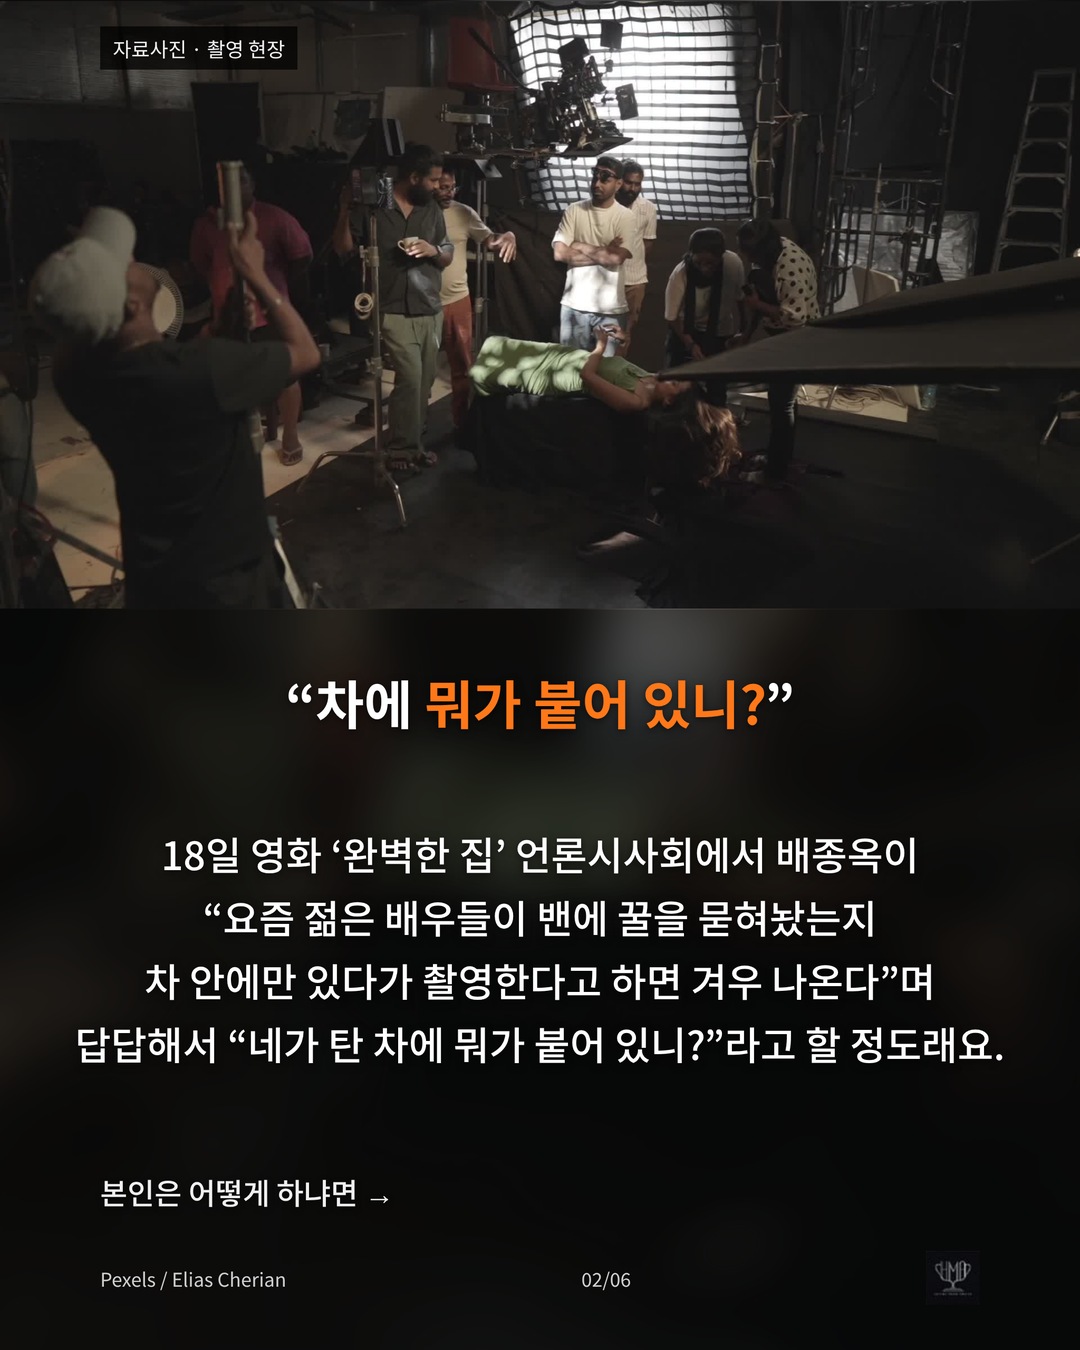 자료사진 · 촬영 현장
“차에 뭐가 붙어 있니?”
18일 영화 ‘완벽한 집’ 언론시사회에서 배종옥이
“요즘 젊은 배우들이 밴에 꿀을 묻혀놨는지
차 안에만 있다가 촬영한다고 하면 겨우 나온다”며
답답해서 “네가 탄 차에 뭐가 붙어 있니?”라고 할 정도래요.
본인은 어떻게 하냐면 →
Pexels / Elias Cherian
02/06